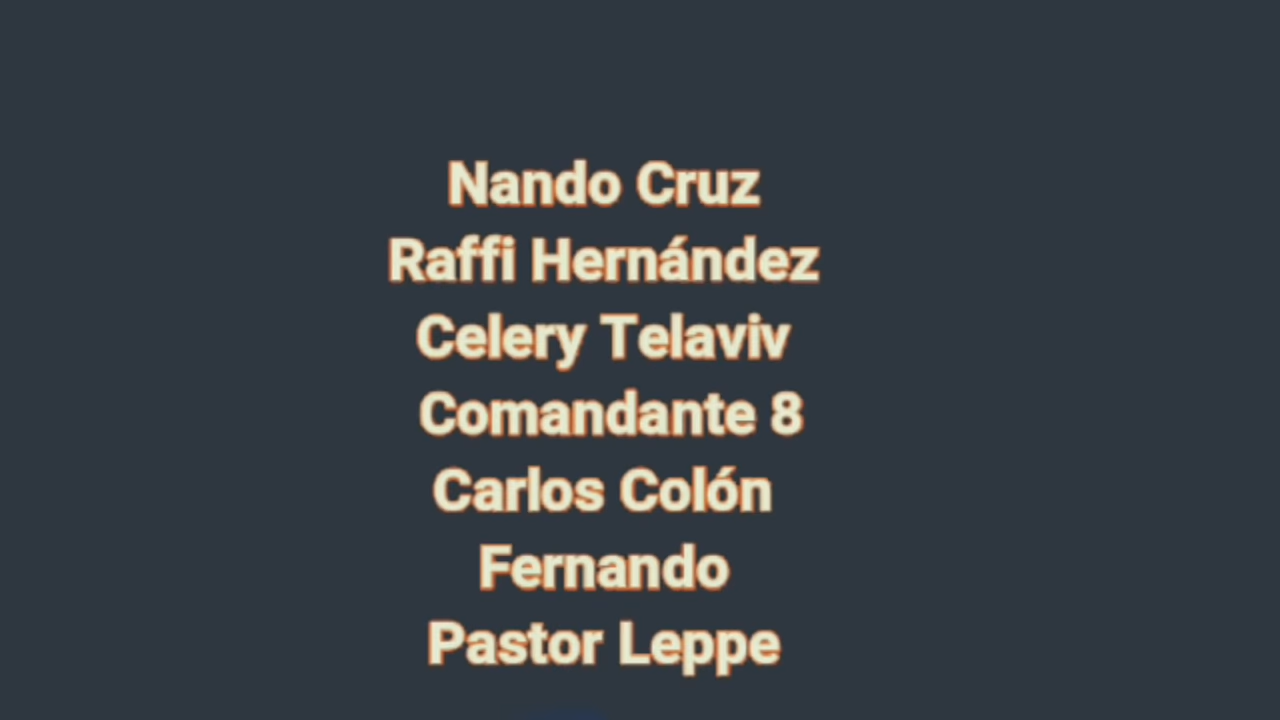 Nando Cruz
Raffi Hernández
Celery Telaviv
Comandante 8
Carlos Colón
Fernando
Pastor Leppe